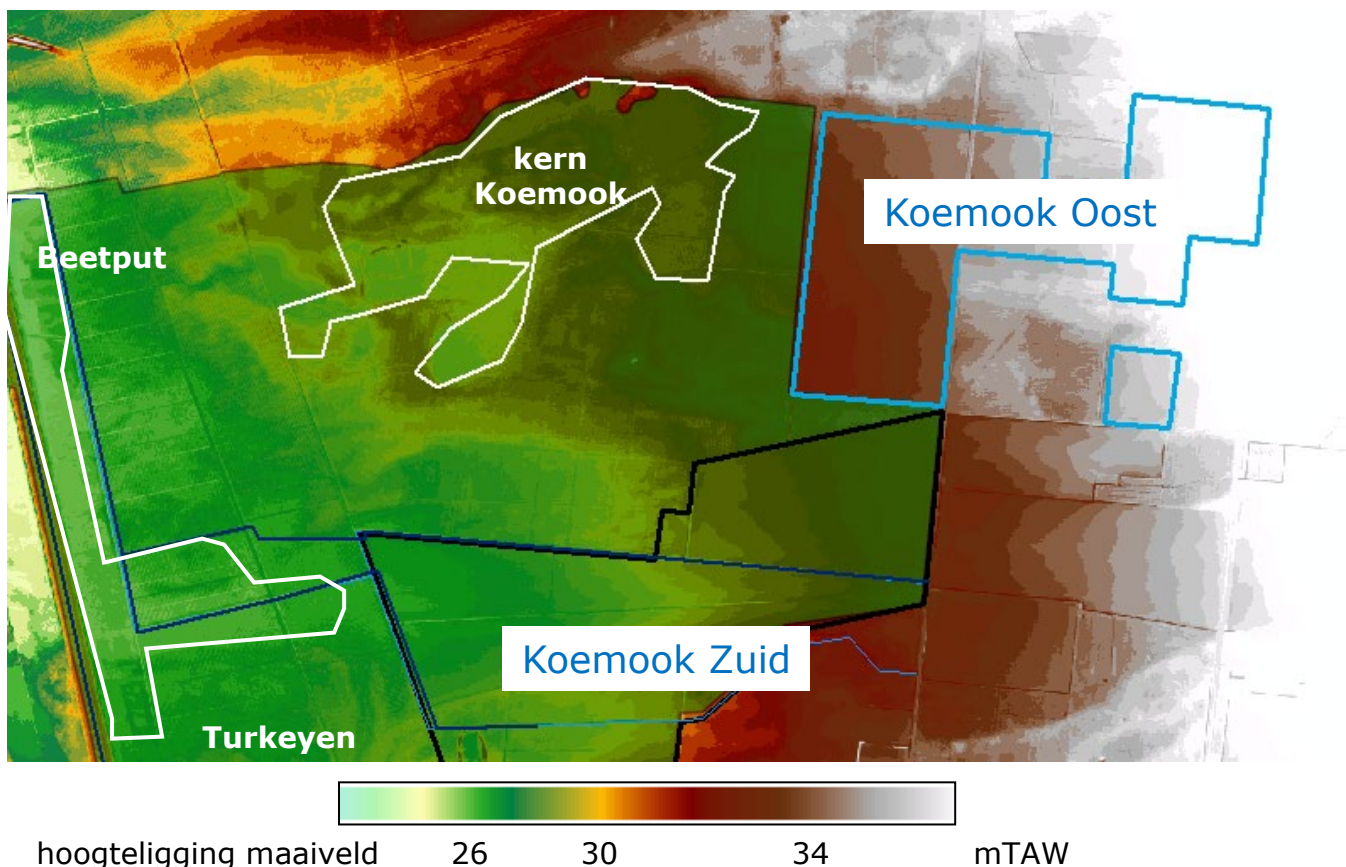 kern
Koemook
Koemook Oost
Beetput
Koemook Zuid
Turkeyen
hoogteligging maaiveld 26 30 34 mTAW